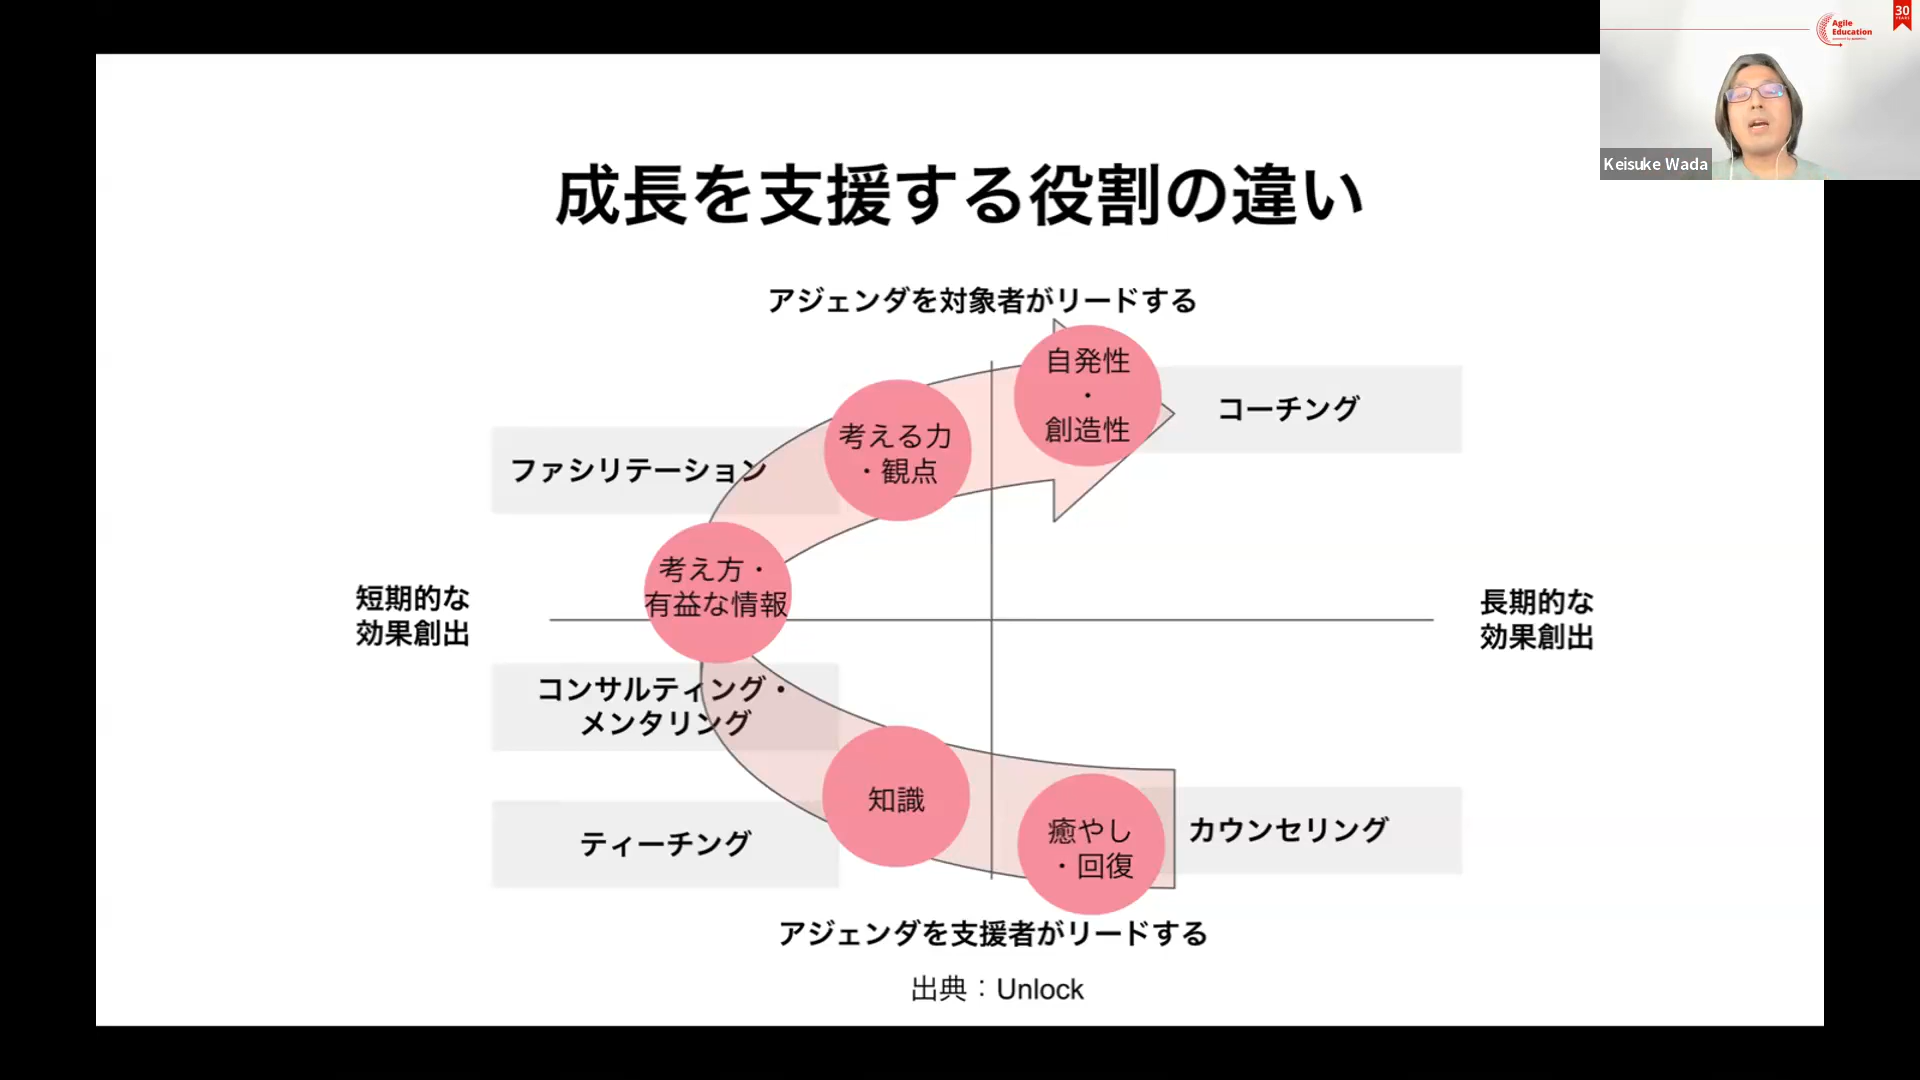 30
YEARS
Agile
Education
Keisuke Wada
成長を支援する役割の違い
アジェンダを対象者がリードする
自発性
・
創造性
コーチング
考える力
・観点
ファシリテーション
考え方・
有益な情報
短期的な
効果創出
長期的な
効果創出
コンサルティング・
メンタリング
知識
ティーチング
癒やし
・回復
カウンセリング
アジェンダを支援者がリードする
出典：Unlock